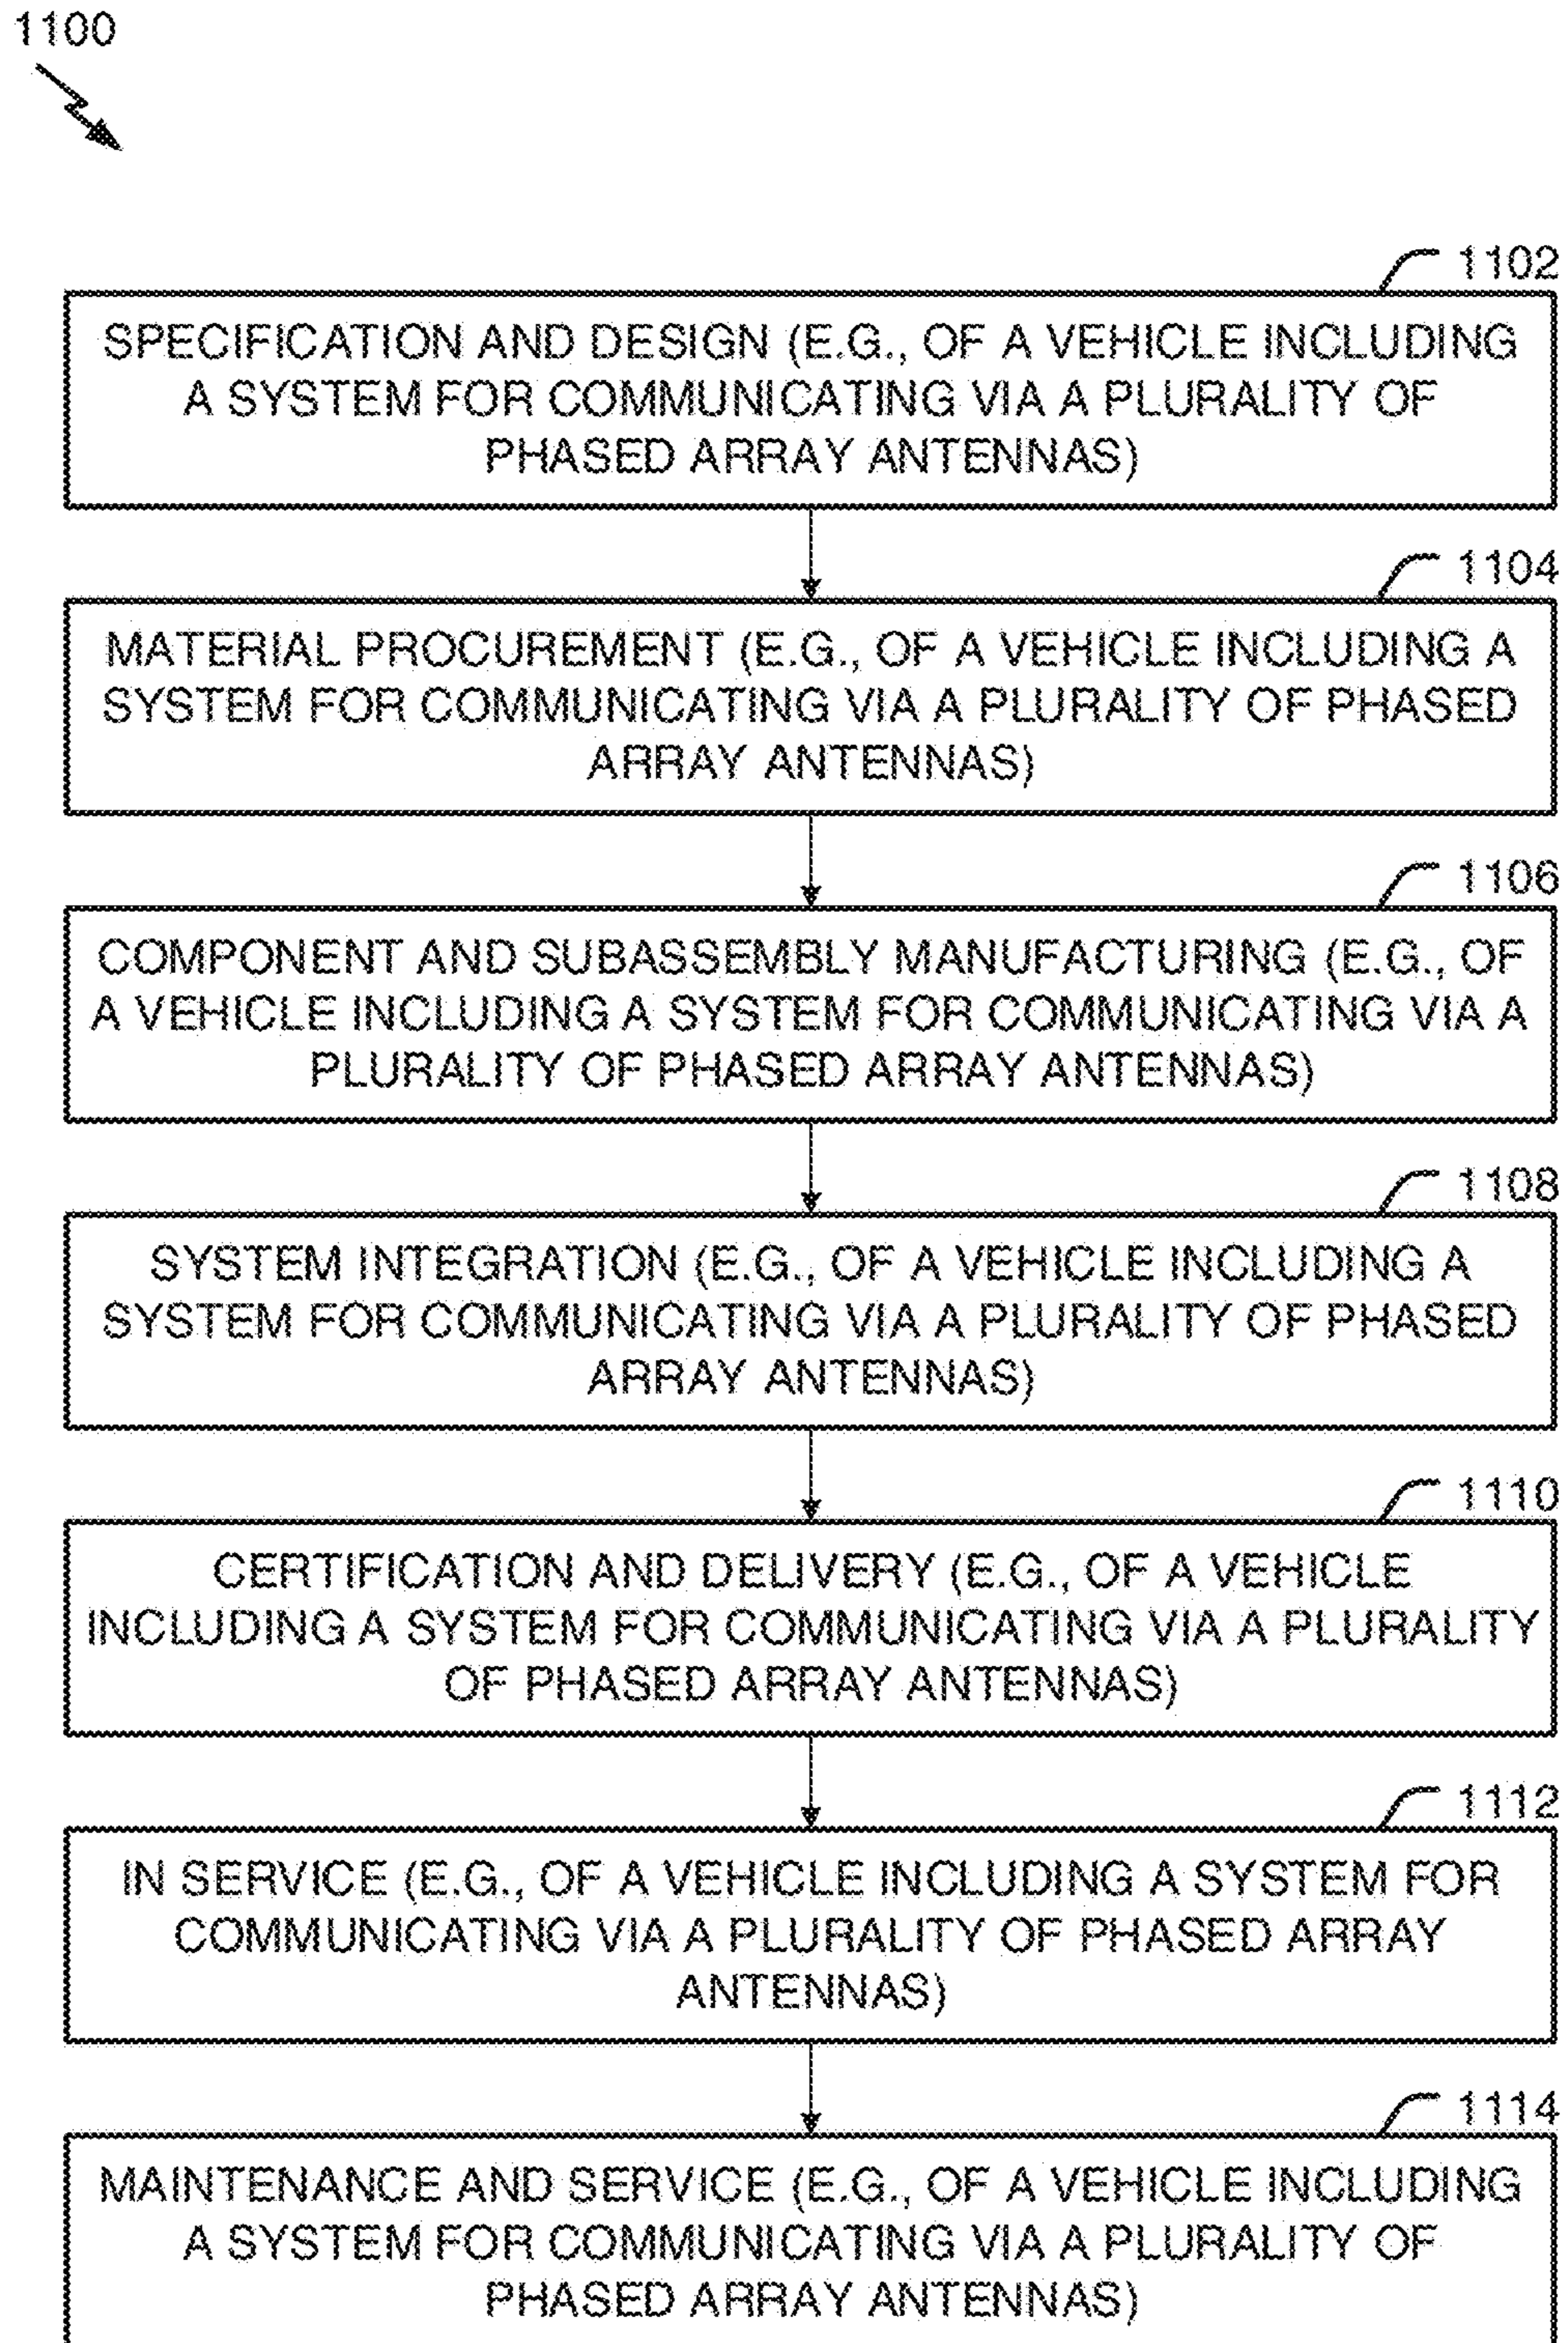 1100
1102
SPECIFICATION AND DESIGN (E.G., OF A VEHICLE INCLUDING
A SYSTEM FOR COMMUNICATING VIA A PLURALITY OF
PHASED ARRAY ANTENNAS)
1104
MATERIAL PROCUREMENT (E.G., OF A VEHICLE INCLUDING A
SYSTEM FOR COMMUNICATING VIA A PLURALITY OF PHASED
ARRAY ANTENNAS)
1106
COMPONENT AND SUBASSEMBLY MANUFACTURING (E.G., OF
A VEHICLE INCLUDING A SYSTEM FOR COMMUNICATING VIA A
PLURALITY OF PHASED ARRAY ANTENNAS)
1108
SYSTEM INTEGRATION (E.G., OF A VEHICLE INCLUDING A
SYSTEM FOR COMMUNICATING VIA A PLURALITY OF PHASED
ARRAY ANTENNAS)
1110
CERTIFICATION AND DELIVERY (E.G., OF A VEHICLE
INCLUDING A SYSTEM FOR COMMUNICATING VIA A PLURALITY
OF PHASED ARRAY ANTENNAS)
1112
IN SERVICE (E.G., OF A VEHICLE INCLUDING A SYSTEM FOR
COMMUNICATING VIA A PLURALITY OF PHASED ARRAY
ANTENNAS)
1114
MAINTENANCE AND SERVICE (E.G., OF A VEHICLE INCLUDING
A SYSTEM FOR COMMUNICATING VIA A PLURALITY OF
PHASED ARRAY ANTENNAS)